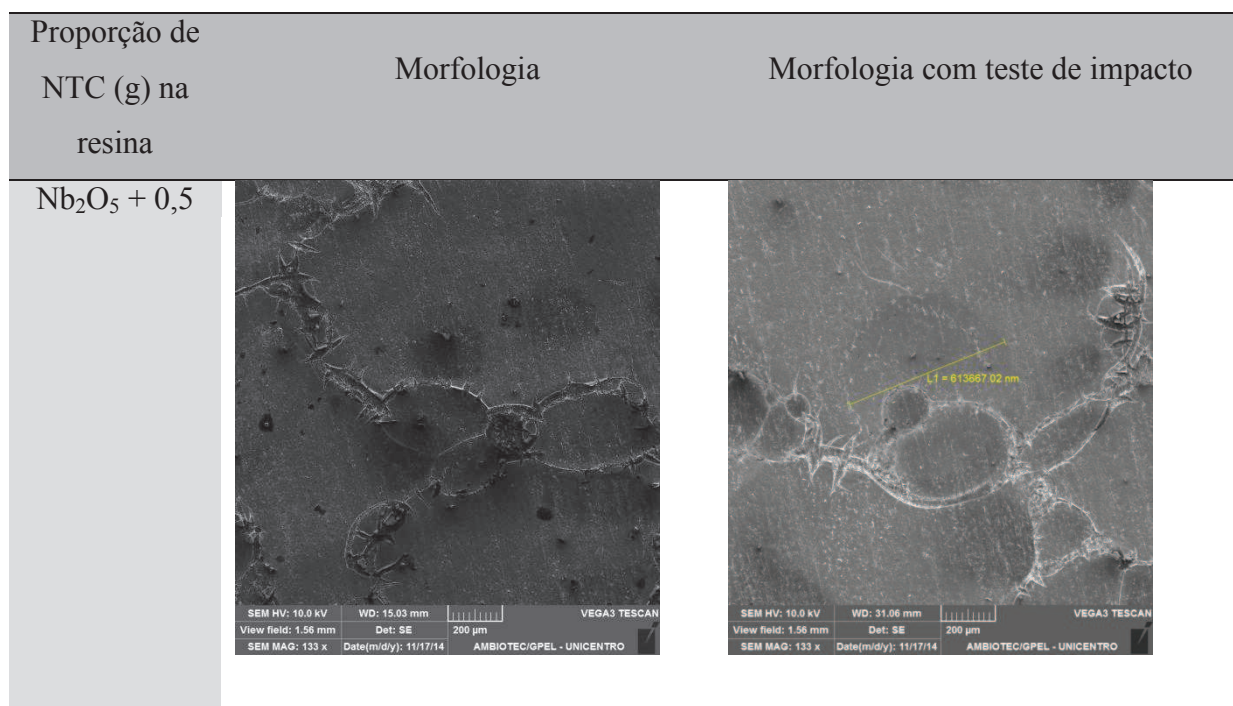 Proporção de
NTC (g) na
resina
Morfologia
Morfologia com teste de impacto
Nb₂O₅ + 0,5
L1 = 613667.02 nm
SEM HV: 10.0 kV WD: 15.03 mm VEGA3 TESCAN
View field: 1.56 mm Det: SE 200 µm
SEM MAG: 133 x Date(m/d/y): 11/17/14 AMBIOTEC/GPEL - UNICENTRO
SEM HV: 10.0 kV WD: 31.06 mm VEGA3 TESCAN
View field: 1.56 mm Det: SE 200 µm
SEM MAG: 133 x Date(m/d/y): 11/17/14 AMBIOTEC/GPEL - UNICENTRO